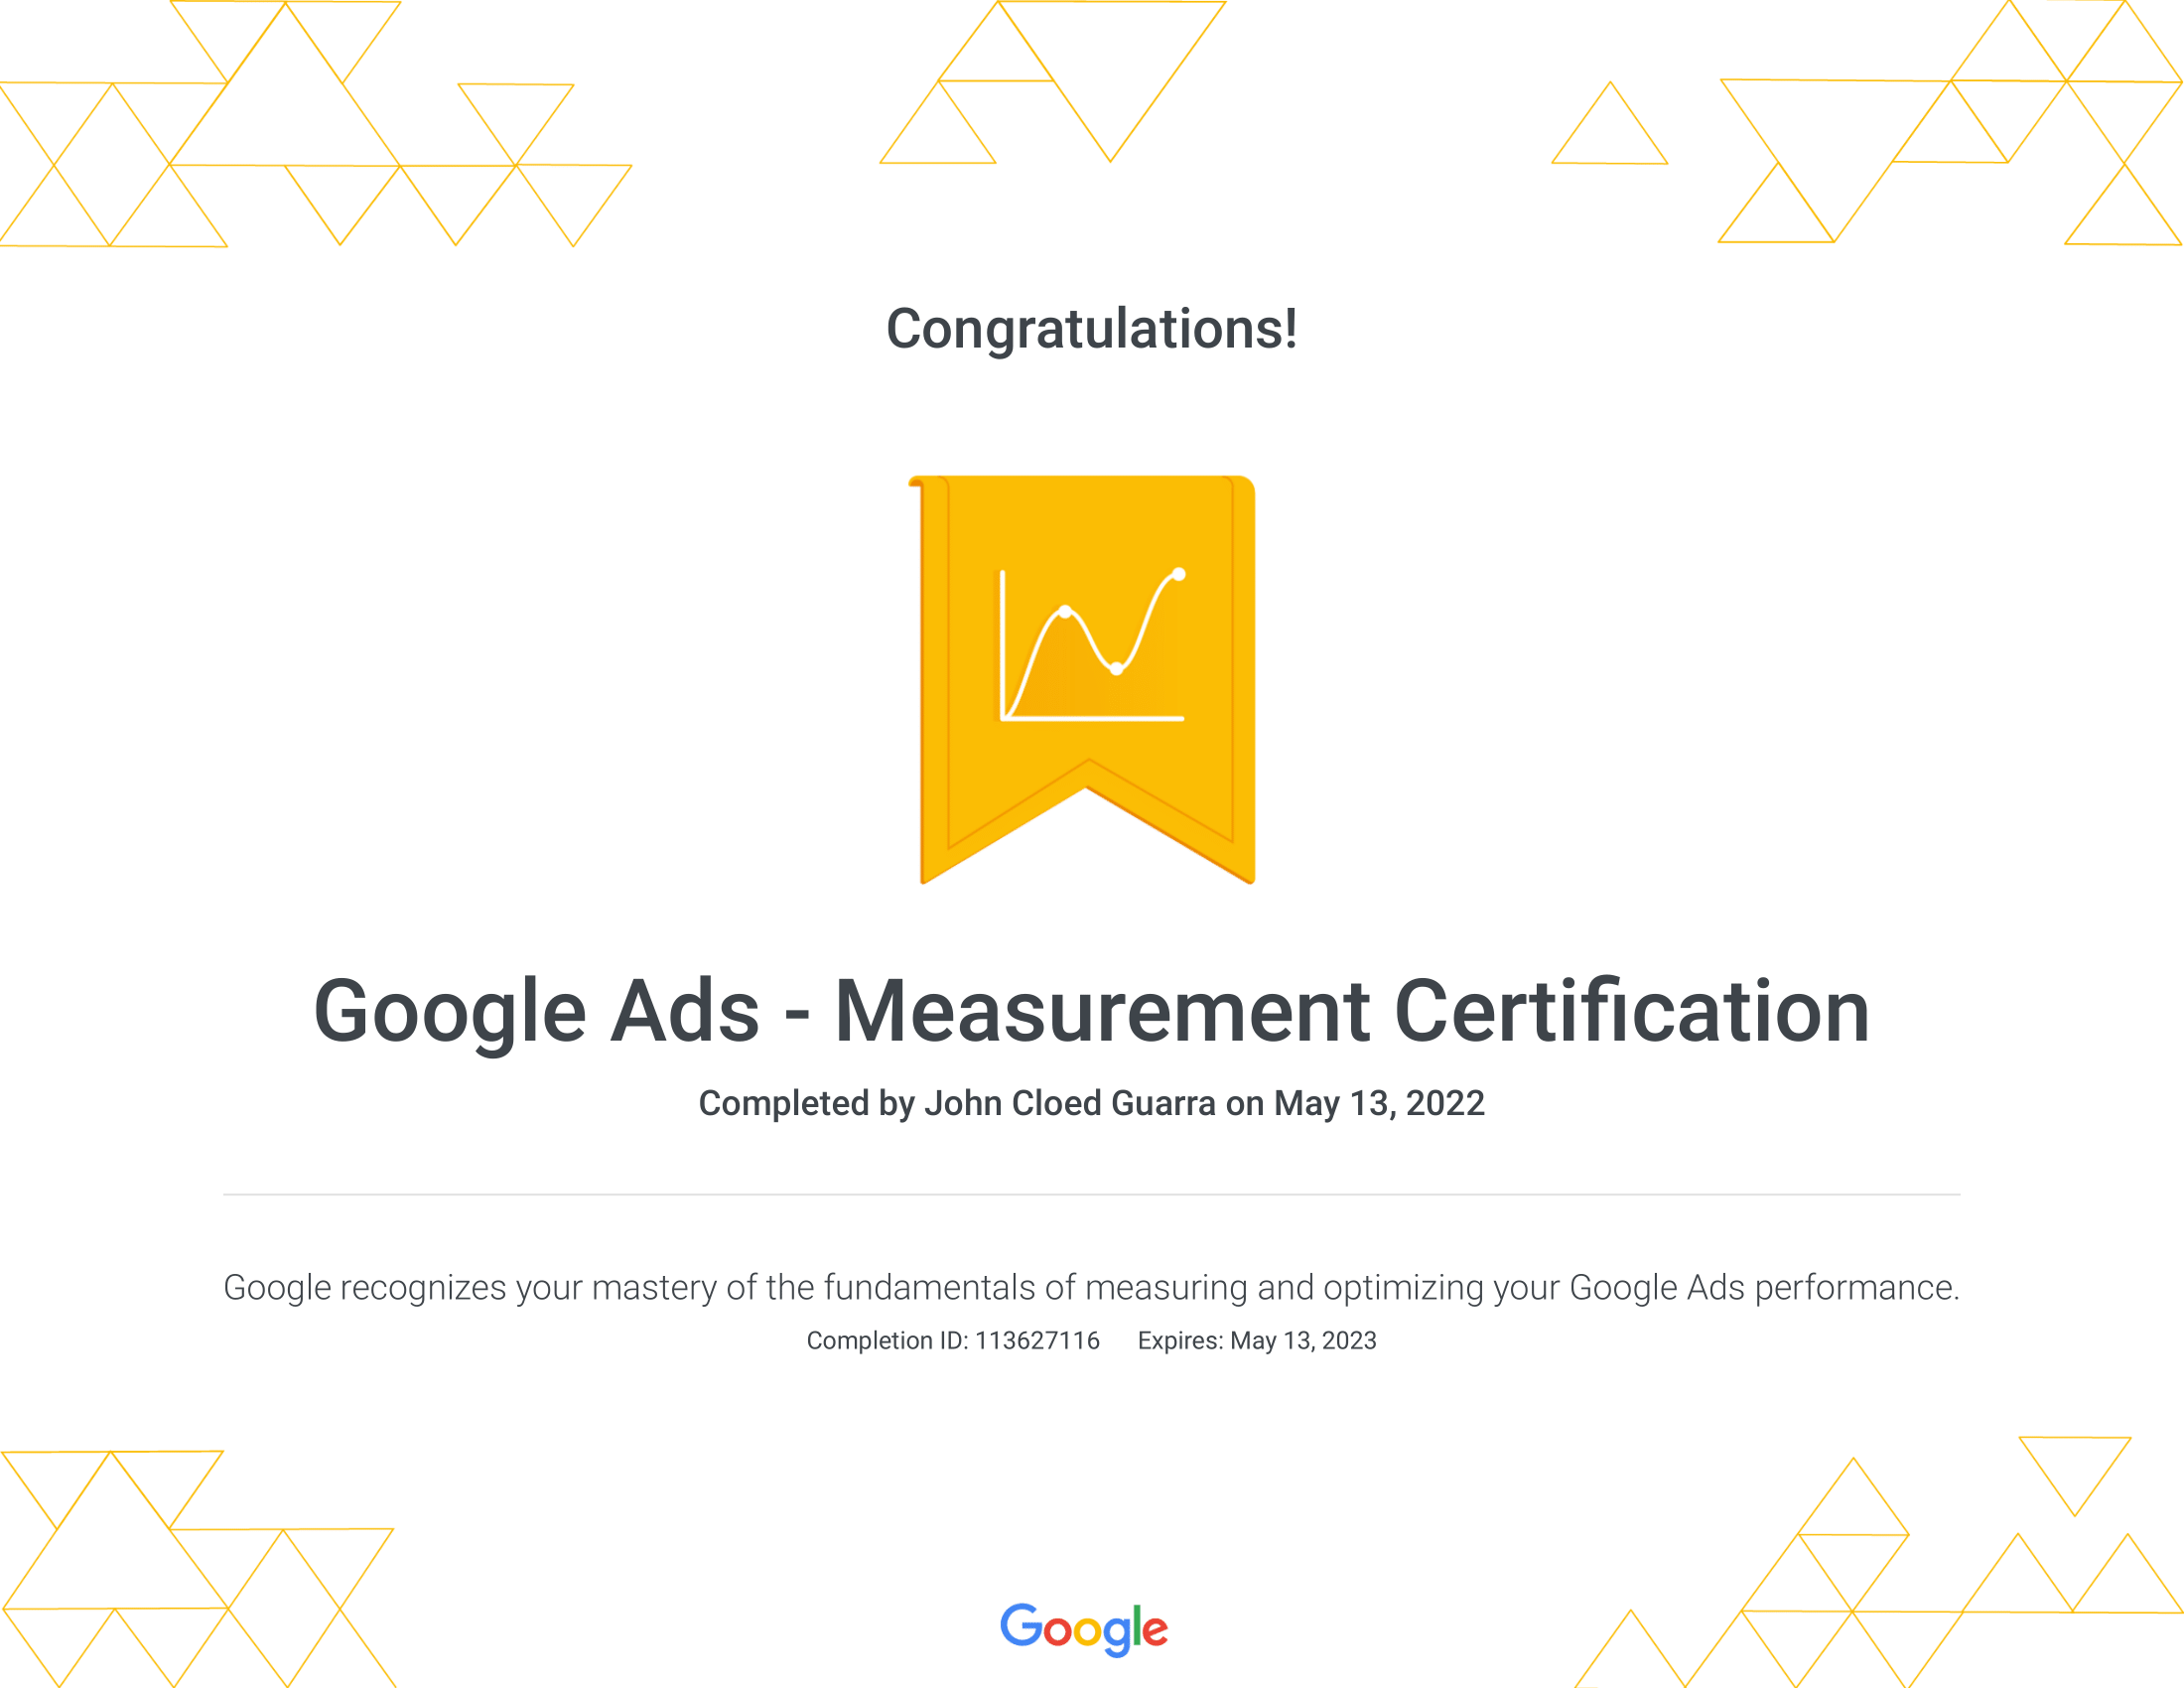 Congratulations!
Google Ads - Measurement Certification
Completed by John Cloed Guarra on May 13, 2022
Google recognizes your mastery of the fundamentals of measuring and optimizing your Google Ads performance.
Completion ID: 113627116 Expires: May 13, 2023
Google